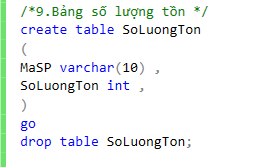 /*9.Bảng số lượng tồn */
create table SoLuongTon
(
MaSP varchar(10) ,
SoLuongTon int ,
)
go
drop table SoLuongTon;